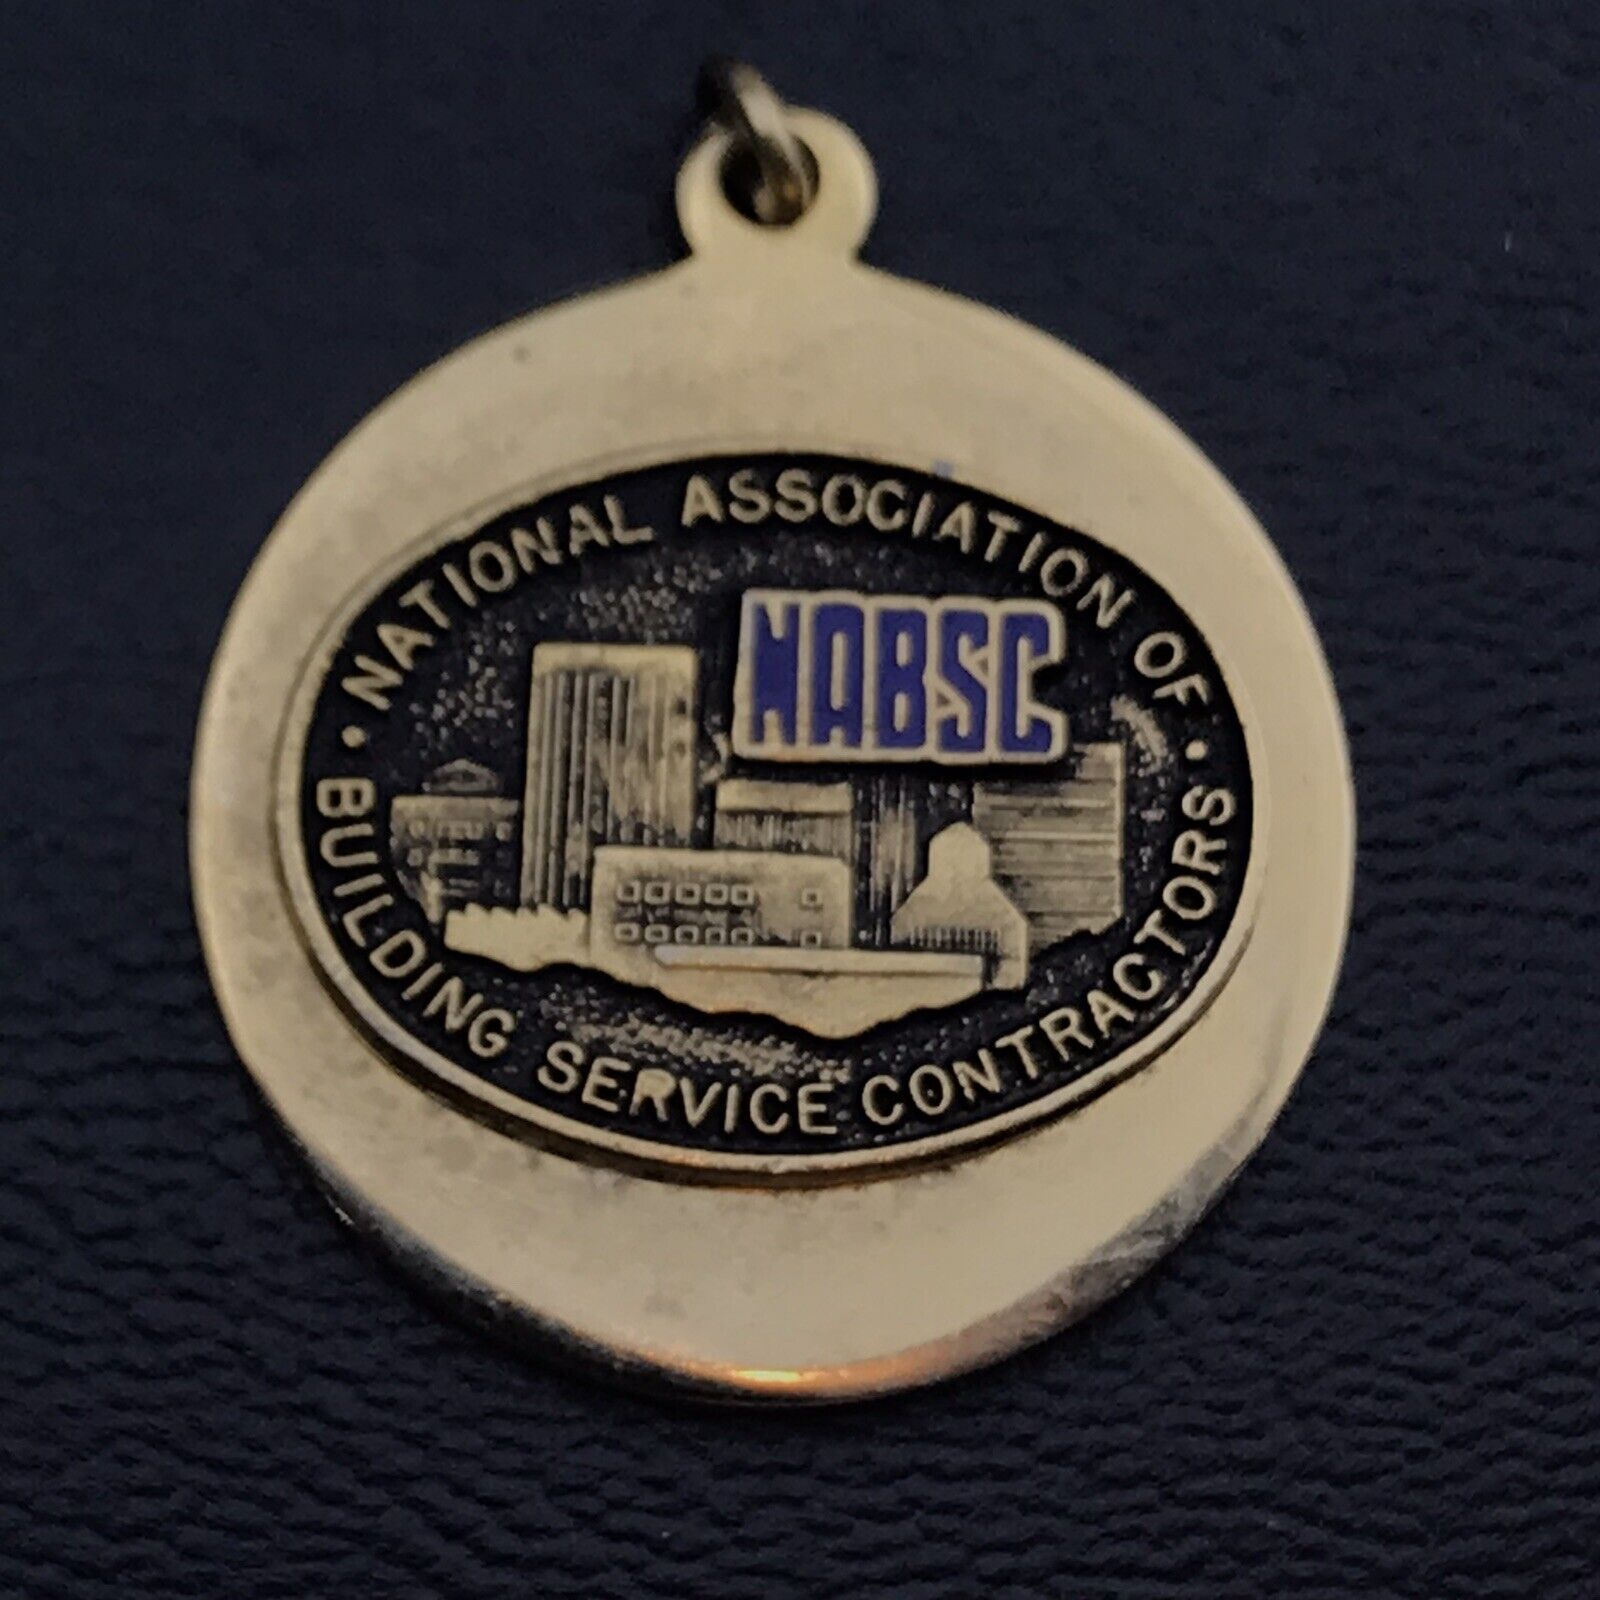 • NATIONAL ASSOCIATION OF •
NABSC
BUILDING SERVICE CONTRACTORS